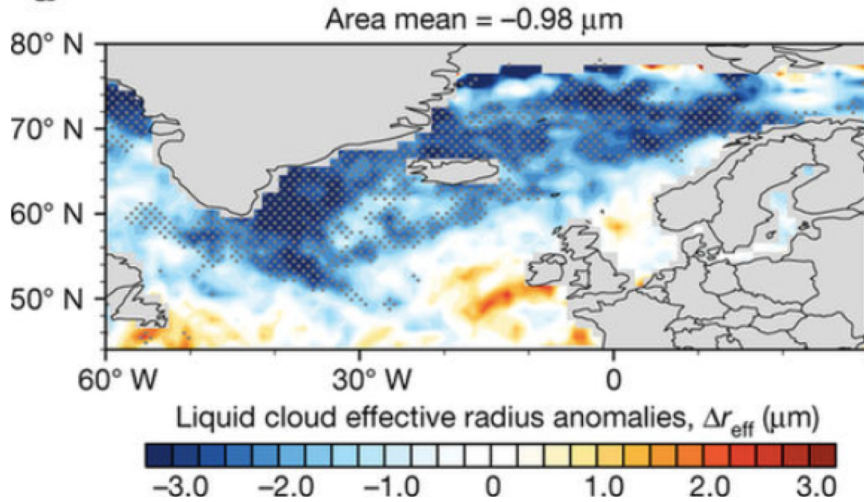 Area mean = –0.98 μm
80° N
70° N
60° N
50° N
60° W 30° W 0
Liquid cloud effective radius anomalies, Δr_eff (μm)
–3.0 –2.0 –1.0 0 1.0 2.0 3.0